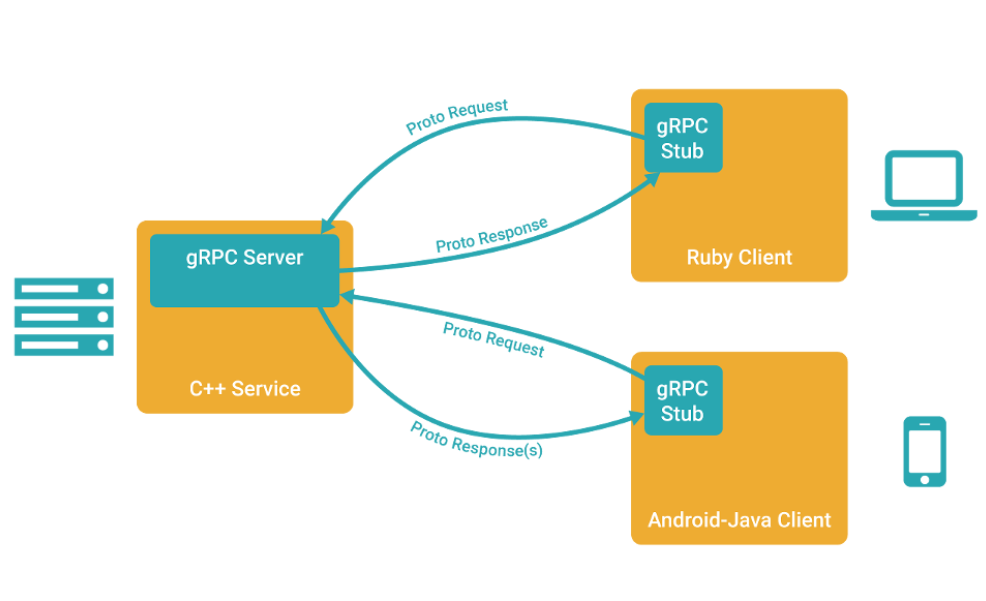 Proto Request
gRPC
Stub
Proto Response
Ruby Client
gRPC Server
C++ Service
Proto Request
gRPC
Stub
Proto Response(s)
Android-Java Client